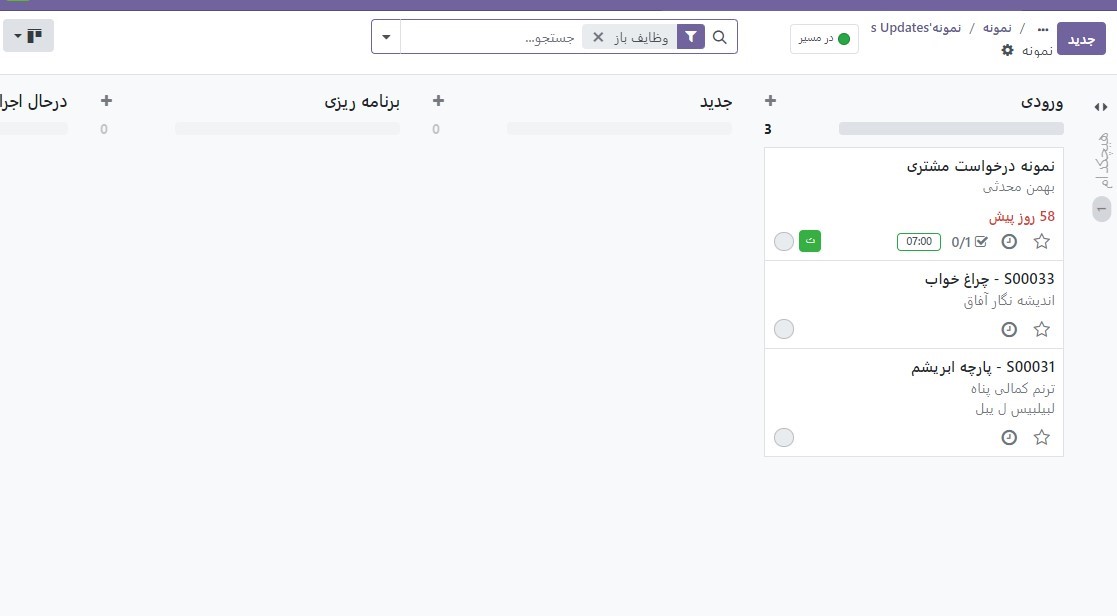 جدید
... / نمونه / نمونه's Updates
نمونه
در مسیر
وظایف باز
جستجو...
هیچکدام
1
ورودی
3
نمونه درخواست مشتری
بهمن محدثی
58 روز پیش
0/1
07:00
ت
S00033 - چراغ خواب
اندیشه نگار آفاق
S00031 - پارچه ابریشم
ترنم کمالی پناه
لبیلبیس ل یبل
جدید
0
برنامه ریزی
0
درحال اجرا